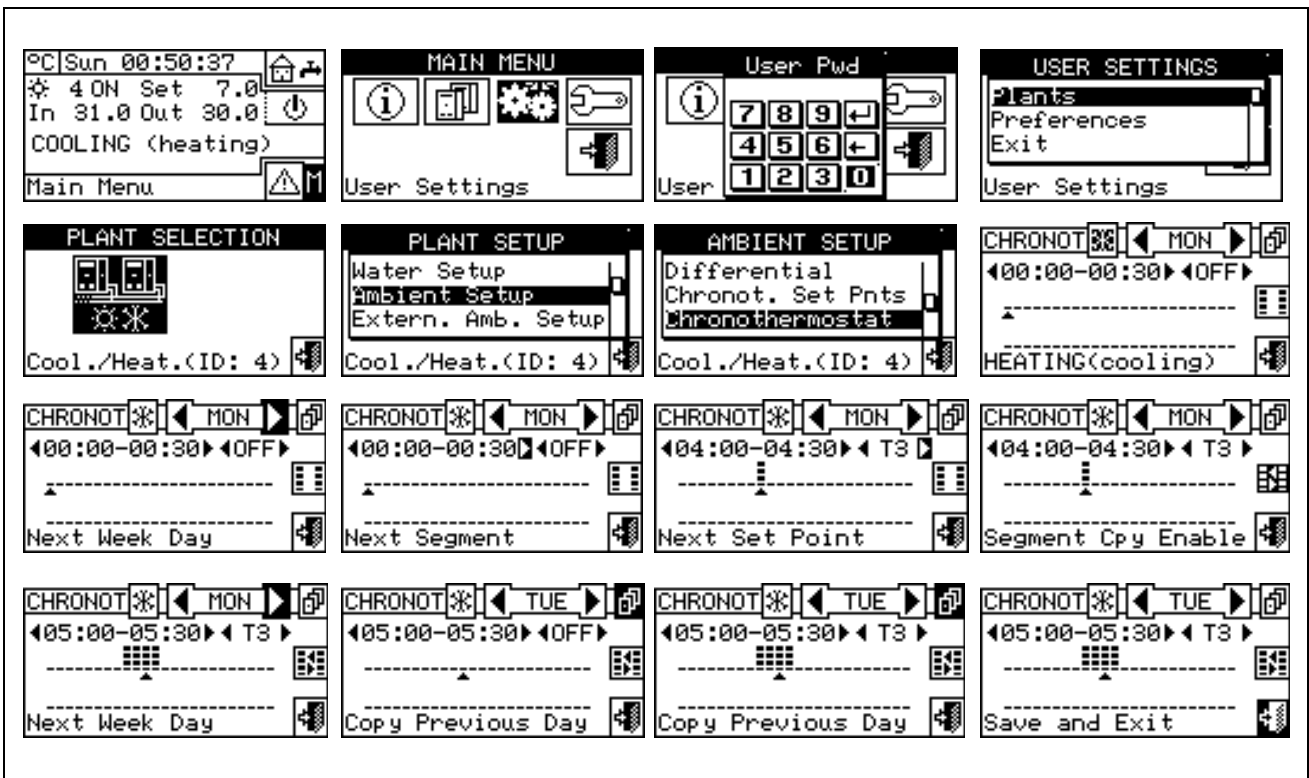 °C Sun 00:50:37
4 ON Set 7.0
In 31.0 Out 30.0
COOLING (heating)
Main Menu M
MAIN MENU
User Settings
User Pwd
7 8 9
4 5 6
1 2 3 0
User
USER SETTINGS
Plants
Preferences
Exit
User Settings
PLANT SELECTION
Cool./Heat.(ID: 4)
PLANT SETUP
Water Setup
Ambient Setup
Extern. Amb. Setup
Cool./Heat.(ID: 4)
AMBIENT SETUP
Differential
Chronot. Set Pnts
Chronothermostat
Cool./Heat.(ID: 4)
CHRONOT MON
00:00-00:30 OFF
HEATING(cooling)
CHRONOT MON
00:00-00:30 OFF
Next Week Day
CHRONOT MON
00:00-00:30 OFF
Next Segment
CHRONOT MON
04:00-04:30 T3
Next Set Point
CHRONOT MON
04:00-04:30 T3
Segment Cpy Enable
CHRONOT MON
05:00-05:30 T3
Next Week Day
CHRONOT TUE
05:00-05:30 OFF
Copy Previous Day
CHRONOT TUE
05:00-05:30 T3
Copy Previous Day
CHRONOT TUE
05:00-05:30 T3
Save and Exit